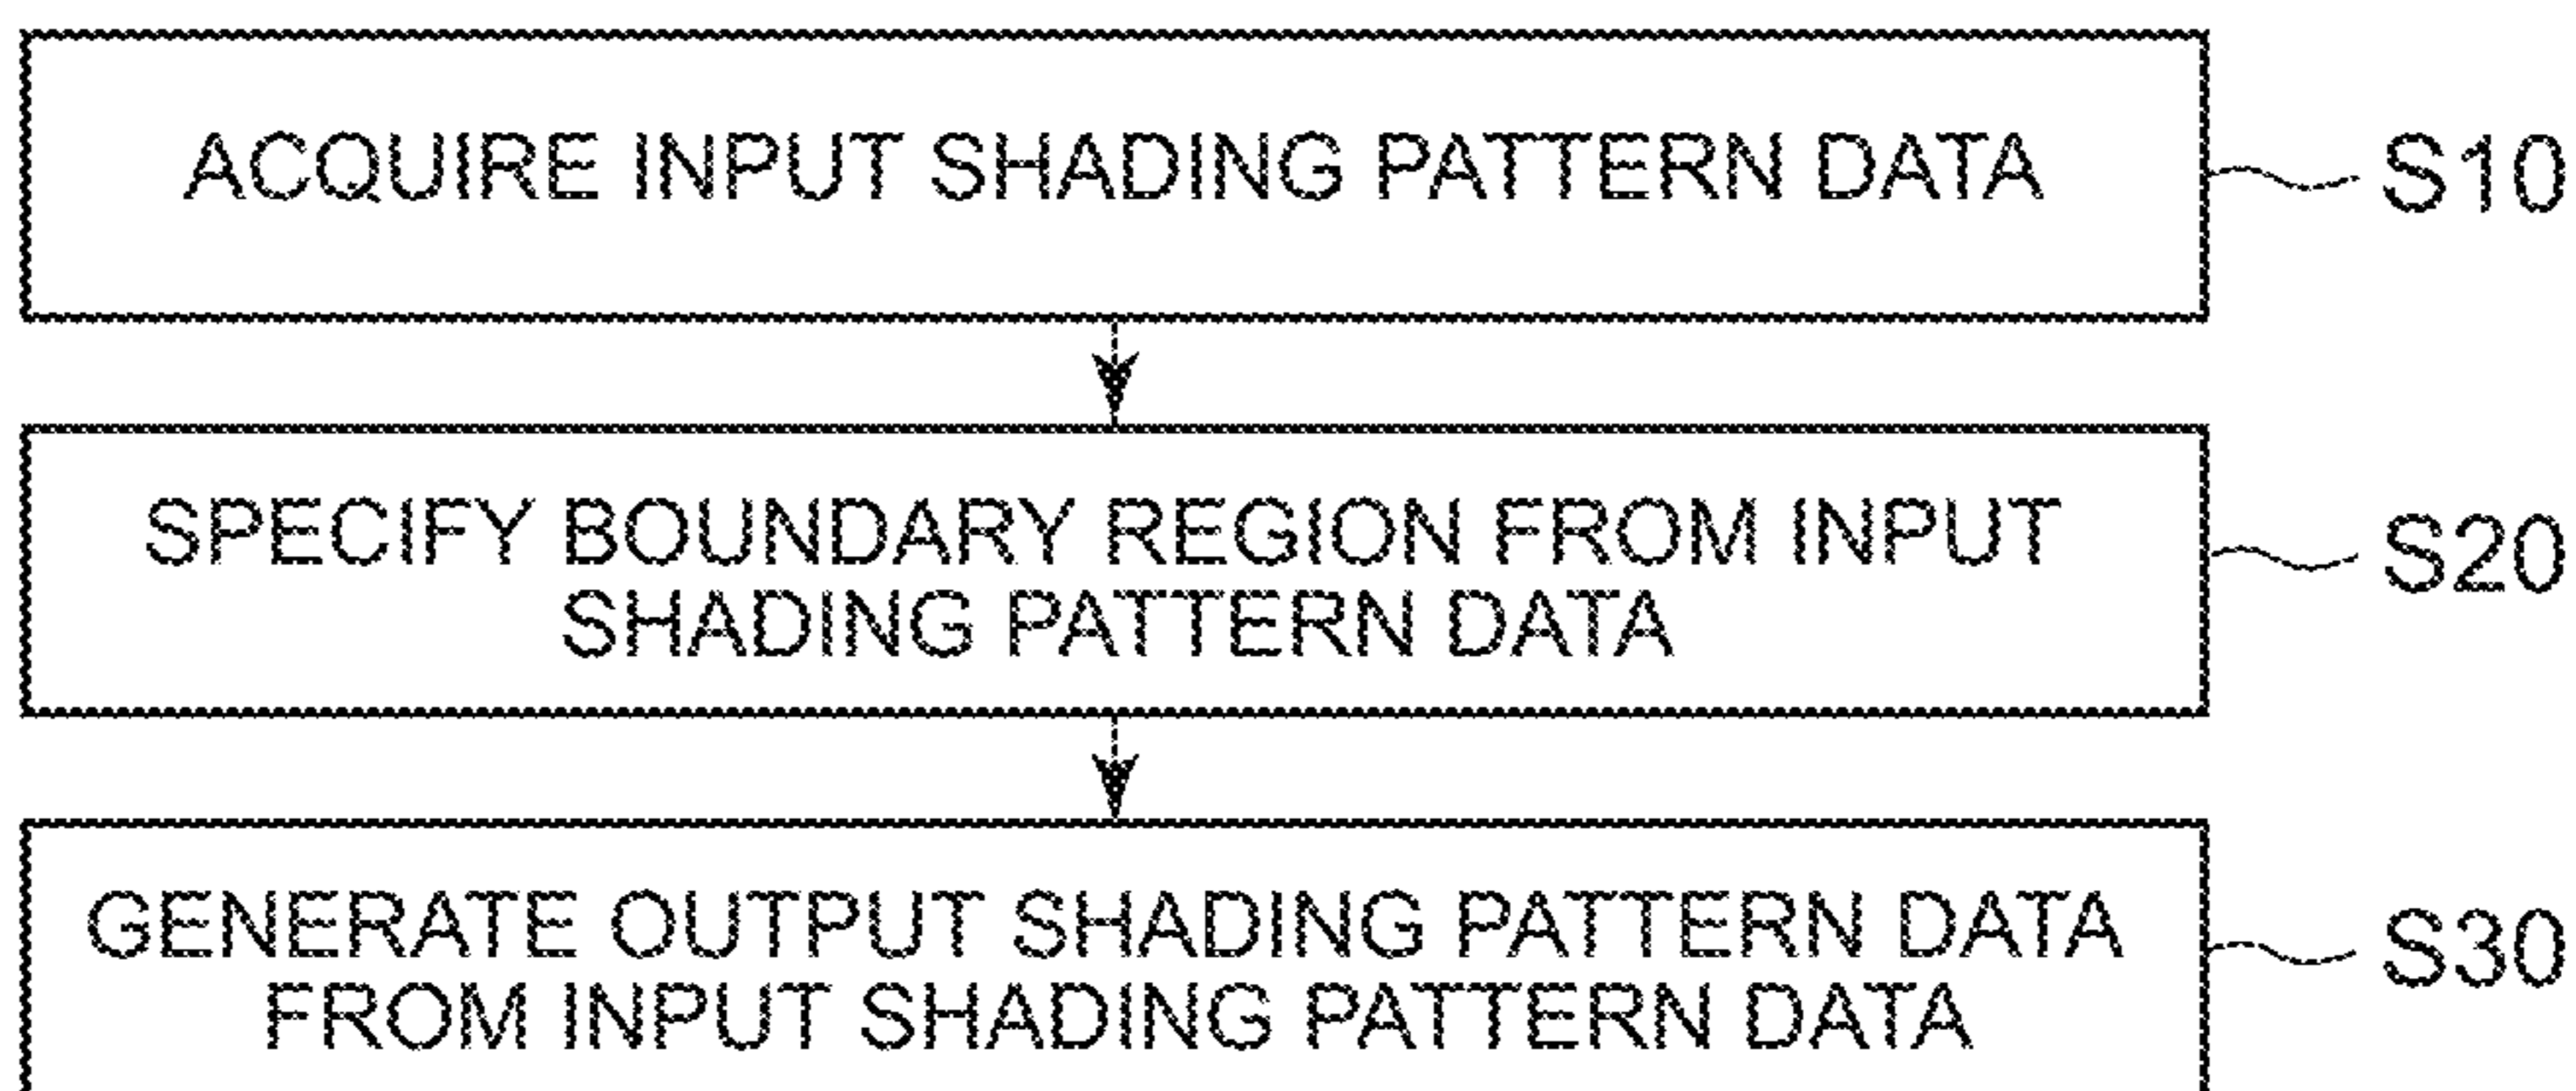 ACQUIRE INPUT SHADING PATTERN DATA
S10
SPECIFY BOUNDARY REGION FROM INPUT
SHADING PATTERN DATA
S20
GENERATE OUTPUT SHADING PATTERN DATA
FROM INPUT SHADING PATTERN DATA
S30